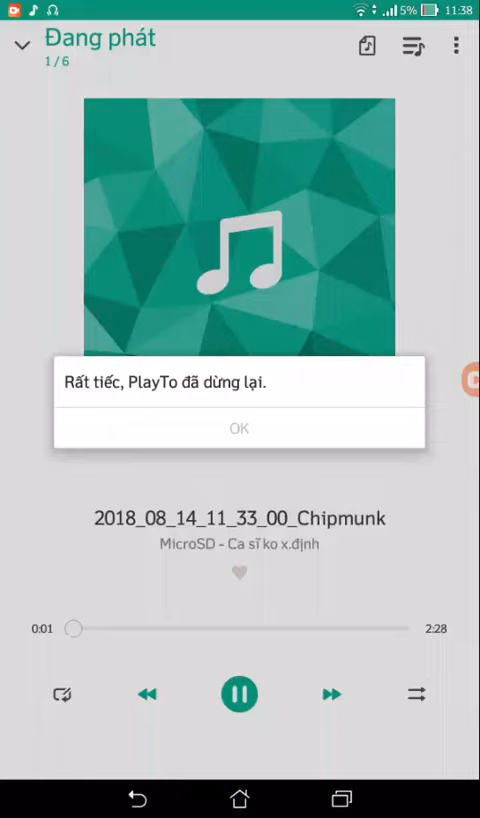 5% 11:38
Đang phát
1 / 6
Rất tiếc, PlayTo đã dừng lại.
OK
2018_08_14_11_33_00_Chipmunk
MicroSD - Ca sĩ ko x.định
0:01 2:28